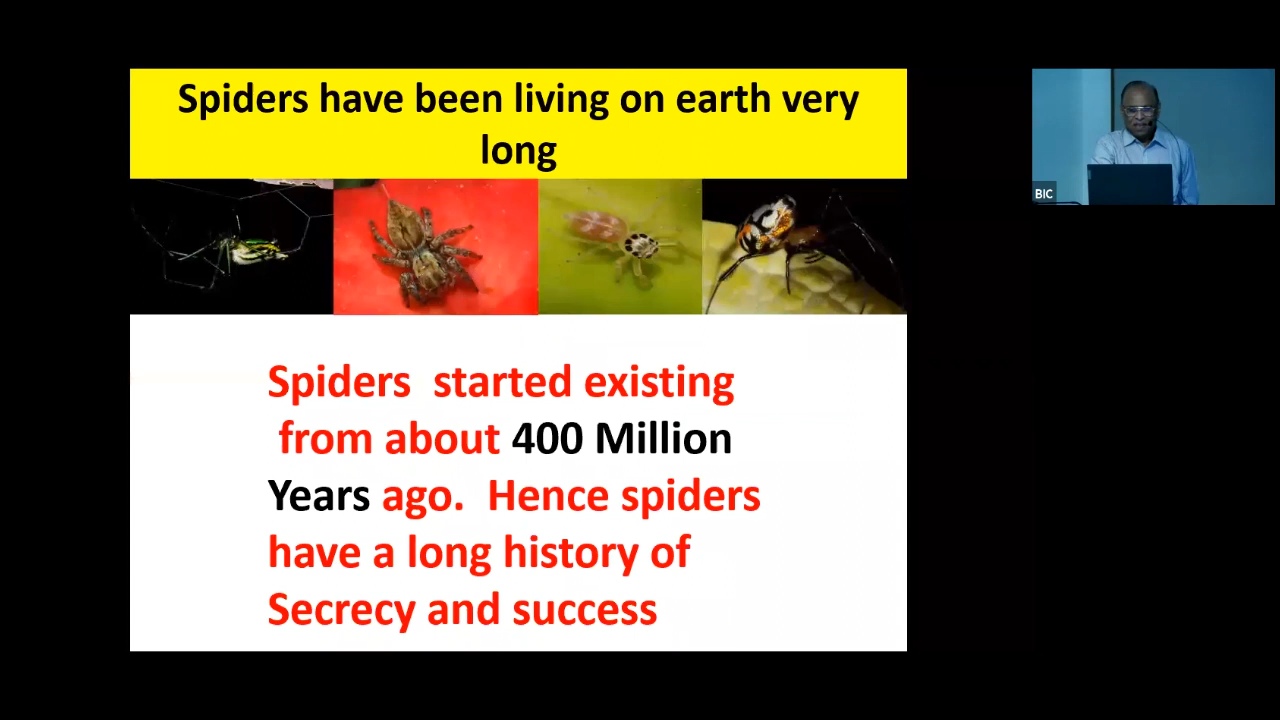 Spiders have been living on earth very
long
BIC
Spiders started existing
from about 400 Million
Years ago. Hence spiders
have a long history of
Secrecy and success